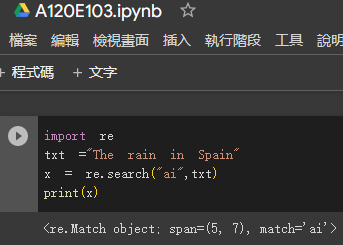 A120E103.ipynb
檔案 編輯 檢視畫面 插入 執行階段 工具 說明
+ 程式碼 + 文字
import re
txt ="The rain in Spain"
x = re.search("ai",txt)
print(x)
<re.Match object; span=(5, 7), match='ai'>